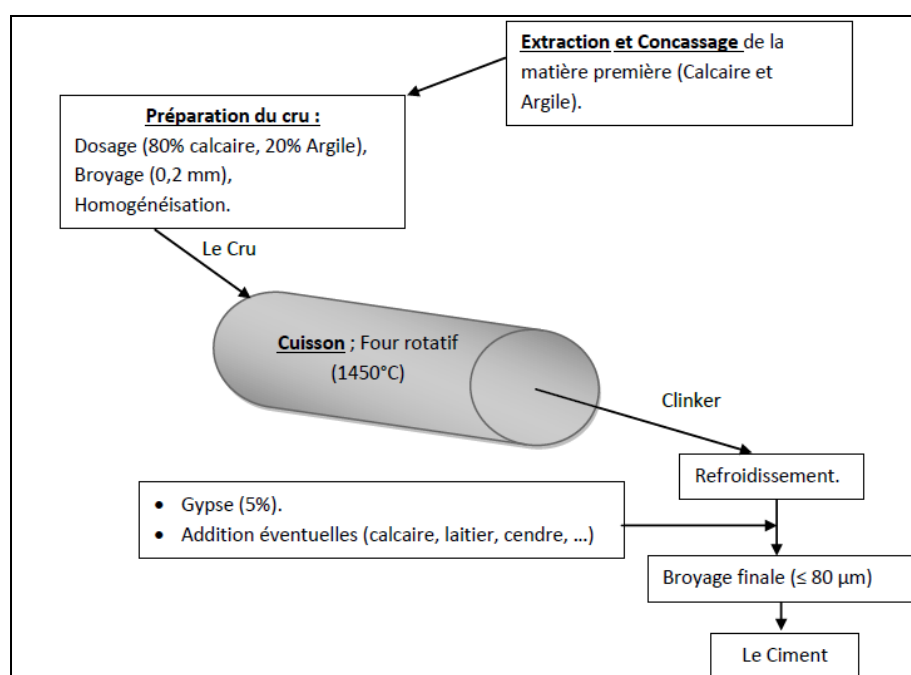 Extraction et Concassage de la
matière première (Calcaire et
Argile).
Préparation du cru :
Dosage (80% calcaire, 20% Argile),
Broyage (0,2 mm),
Homogénéisation.
Le Cru
Cuisson ; Four rotatif
(1450°C)
Clinker
Refroidissement.
• Gypse (5%).
• Addition éventuelles (calcaire, laitier, cendre, …)
Broyage finale (≤ 80 µm)
Le Ciment